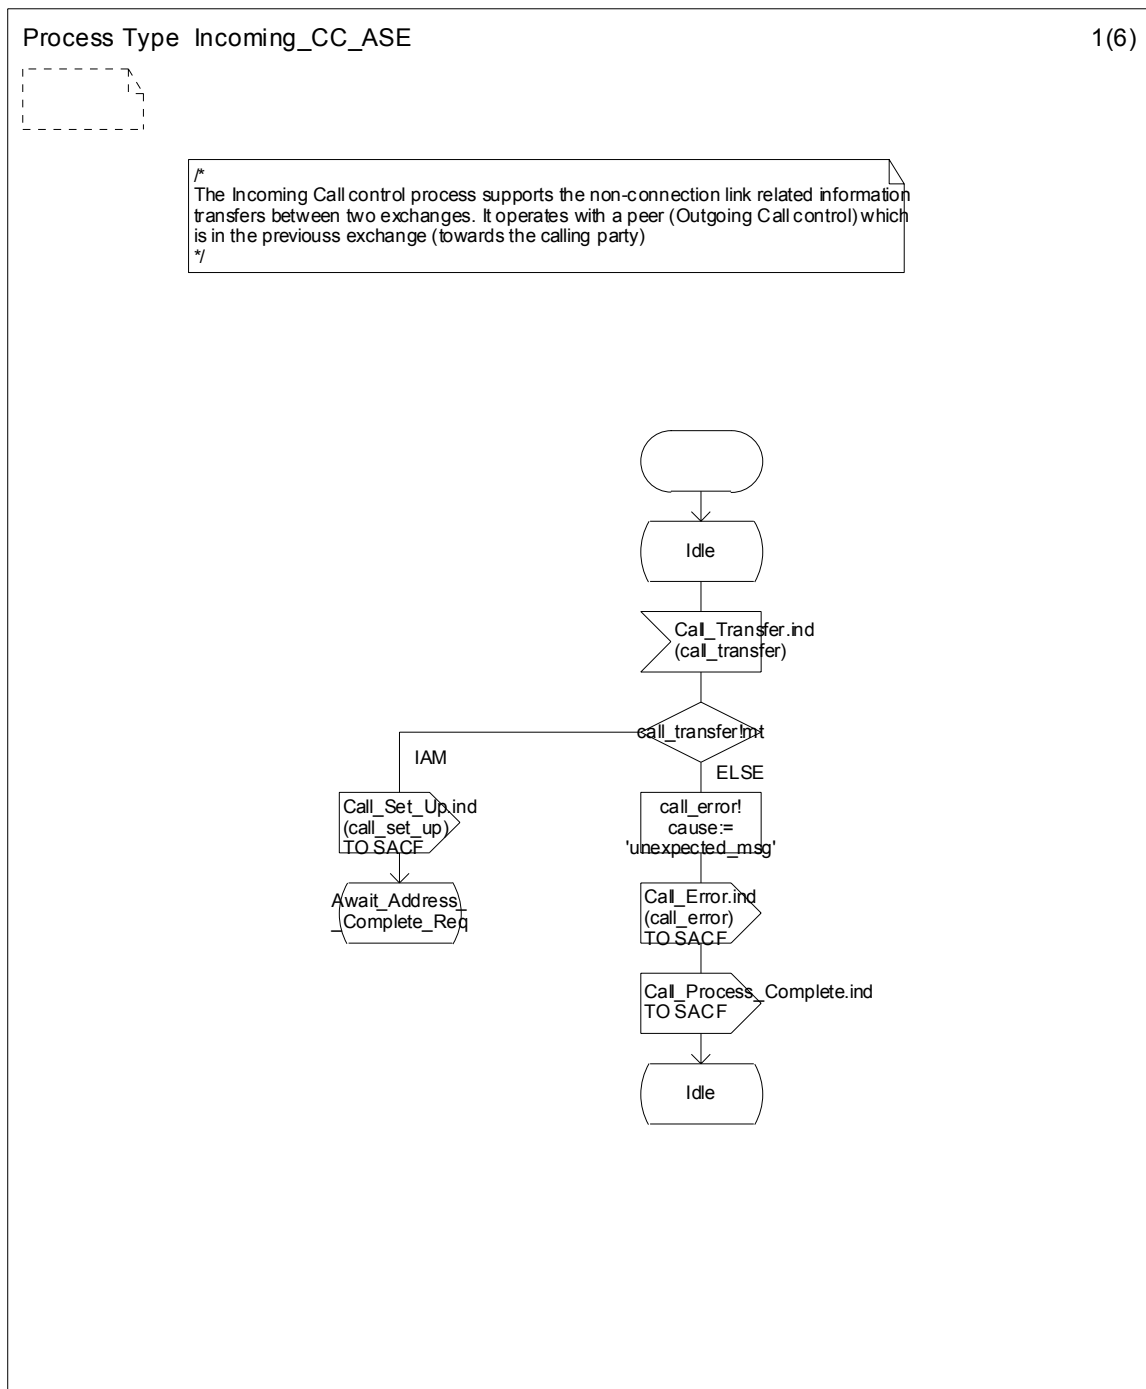 Process Type Incoming_CC_ASE
1(6)
/*
The Incoming Call control process supports the non-connection link related information
transfers between two exchanges. It operates with a peer (Outgoing Call control) which
is in the previouss exchange (towards the calling party)
*/
Idle
Call_Transfer.ind
(call_transfer)
call_transfer!mt
IAM
ELSE
Call_Set_Up.ind
(call_set_up)
TO SACF
call_error!
cause:=
'unexpected_msg'
Await_Address_
_Complete_Req
Call_Error.ind
(call_error)
TO SACF
Call_Process_Complete.ind
TO SACF
Idle